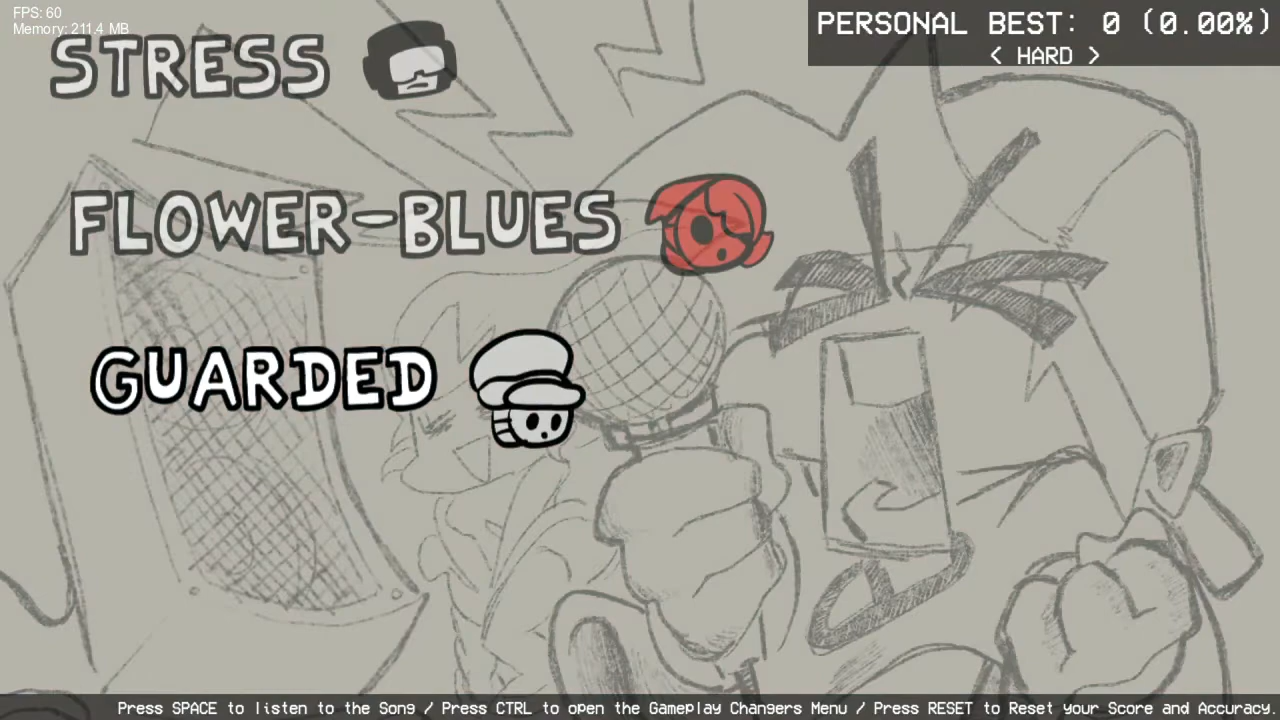 FPS: 60
Memory: 211.4 MB
PERSONAL BEST: 0 (0.00%)
< HARD >
STRESS
FLOWER-BLUES
GUARDED
Press SPACE to listen to the Song / Press CTRL to open the Gameplay Changers Menu / Press RESET to Reset your Score and Accuracy.